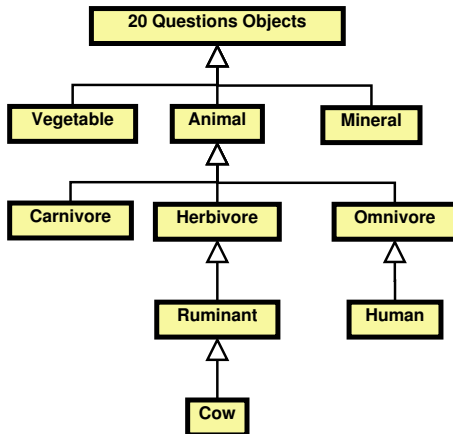 20 Questions Objects
Vegetable
Animal
Mineral
Carnivore
Herbivore
Omnivore
Ruminant
Human
Cow